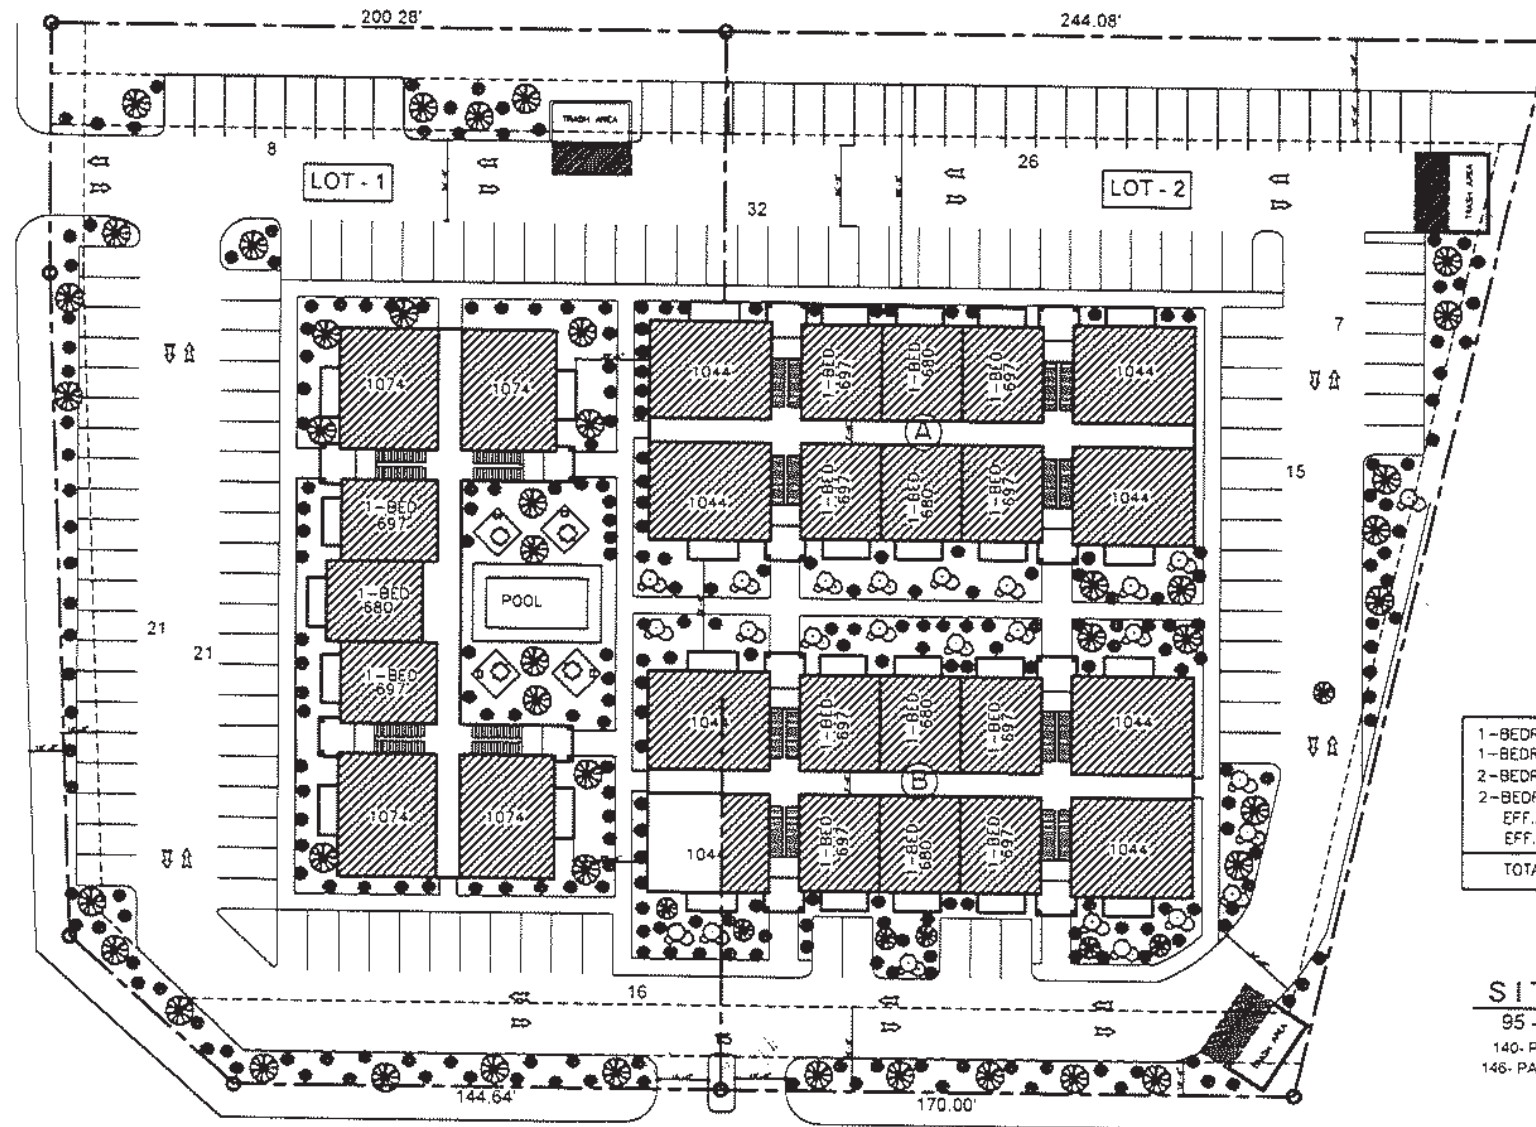 200.28'
244.08'
TRASH AREA
8
LOT - 1
26
LOT - 2
TRASH AREA
32
7
1074
1074
1044
1-BED
697
1-BED
680
1-BED
697
1044
A
1-BED
697
1044
1-BED
697
1-BED
680
1-BED
697
1044
15
1-BED
680
POOL
21
21
1-BED
697
1044
1-BED
697
1-BED
680
1-BED
697
1044
B
1074
1074
1044
1-BED
697
1-BED
680
1-BED
697
1044
1-BEDR
1-BEDR
2-BEDR
2-BEDR
EFF.
EFF.
TOTA
16
15
TRASH AREA
SIT
95 -
140- P
146- PA
144.64'
170.00'